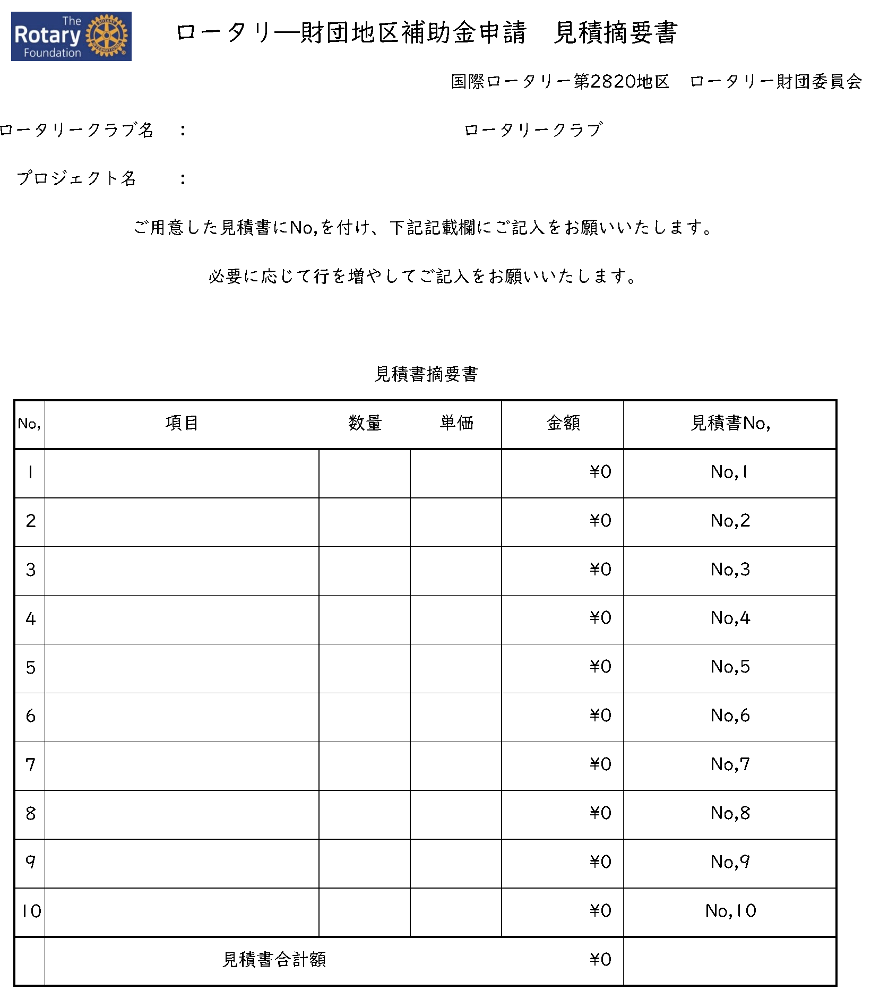 The
Rotary
Foundation
ROTARY
INTERNATIONAL
ロータリ―財団地区補助金申請　見積摘要書
国際ロータリー第2820地区　ロータリー財団委員会
ロータリークラブ名　：　ロータリークラブ
プロジェクト名　：
ご用意した見積書にNo,を付け、下記記載欄にご記入をお願いいたします。
必要に応じて行を増やしてご記入をお願いいたします。
見積書摘要書
No, 項目 数量 単価 金額 見積書No,
1 ¥0 No,1
2 ¥0 No,2
3 ¥0 No,3
4 ¥0 No,4
5 ¥0 No,5
6 ¥0 No,6
7 ¥0 No,7
8 ¥0 No,8
9 ¥0 No,9
10 ¥0 No,10
見積書合計額 ¥0